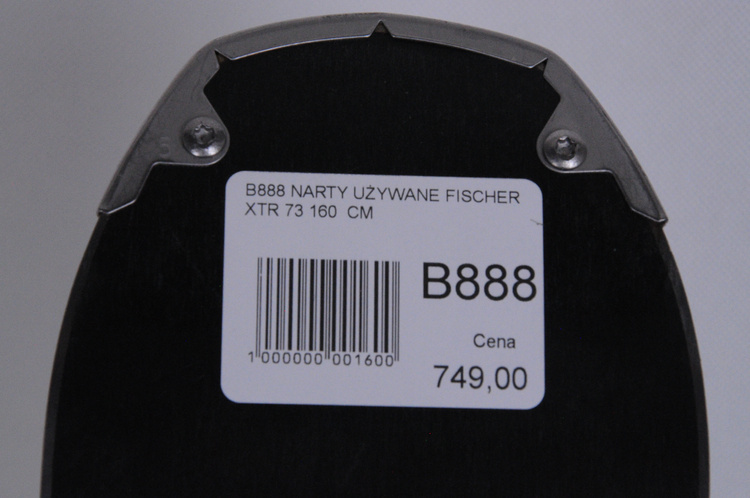 B888 NARTY UŻYWANE FISCHER
XTR 73 160 CM
B888
1 000000 001600
Cena
749,00